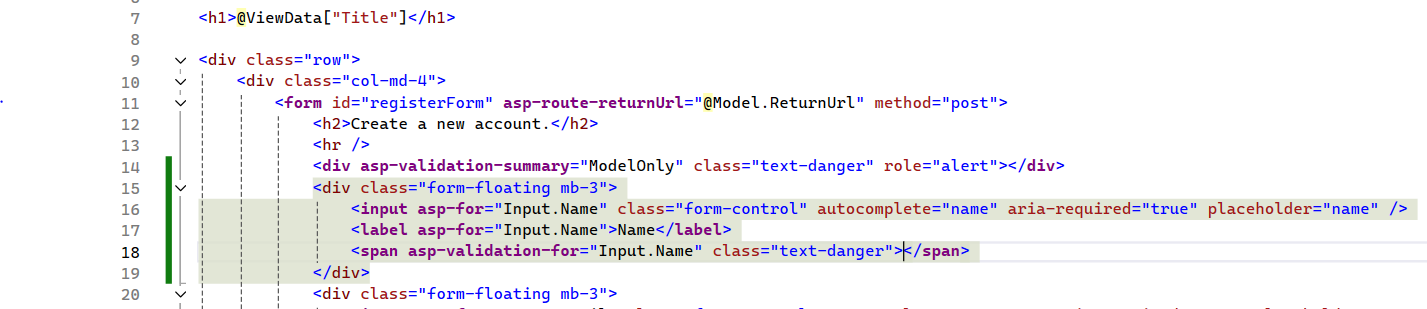 7 <h1>@ViewData["Title"]</h1>
8
9 <div class="row">
10 <div class="col-md-4">
11 <form id="registerForm" asp-route-returnUrl="@Model.ReturnUrl" method="post">
12 <h2>Create a new account.</h2>
13 <hr />
14 <div asp-validation-summary="ModelOnly" class="text-danger" role="alert"></div>
15 <div class="form-floating mb-3">
16 <input asp-for="Input.Name" class="form-control" autocomplete="name" aria-required="true" placeholder="name" />
17 <label asp-for="Input.Name">Name</label>
18 <span asp-validation-for="Input.Name" class="text-danger"></span>
19 </div>
20 <div class="form-floating mb-3">